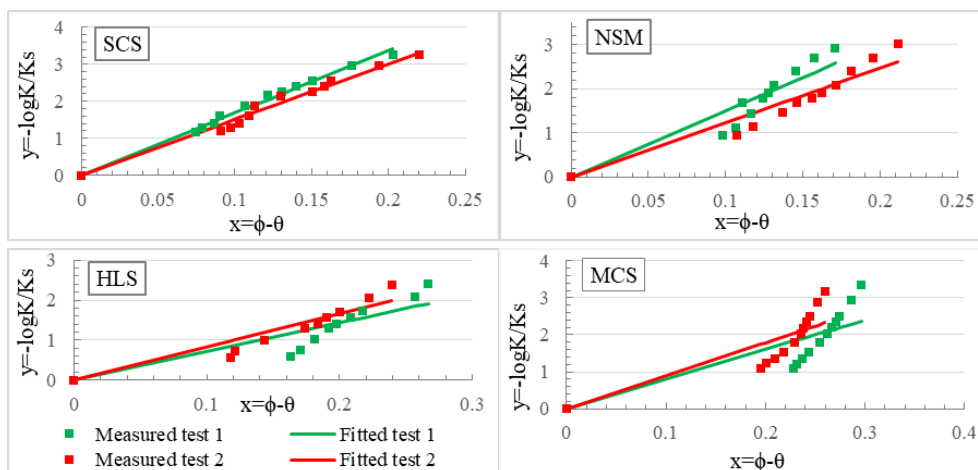 SCS
y=-logK/Ks
4
3
2
1
0
0 0.05 0.1 0.15 0.2 0.25
x=ϕ-θ
NSM
y=-logK/Ks
4
3
2
1
0
0 0.05 0.1 0.15 0.2 0.25
x=ϕ-θ
HLS
y=-logK/Ks
3
2
1
0
0 0.1 0.2 0.3
x=ϕ-θ
MCS
y=-logK/Ks
4
3
2
1
0
0 0.1 0.2 0.3 0.4
x=ϕ-θ
Measured test 1 Fitted test 1
Measured test 2 Fitted test 2